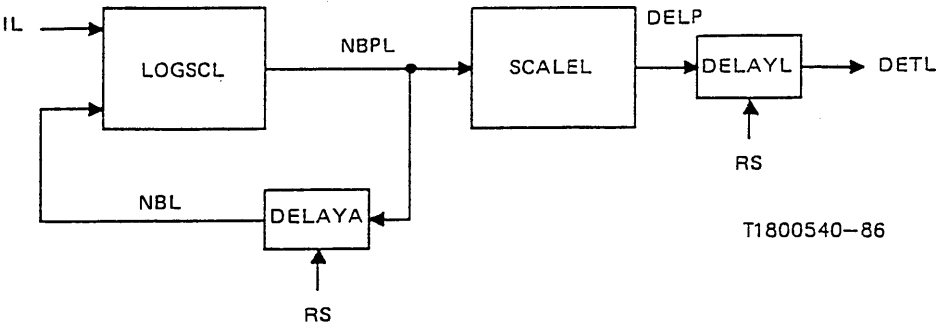 IL
LOGSCL
NBPL
SCALEL
DELP
DELAYL
DETL
RS
NBL
DELAYA
RS
T1800540—86